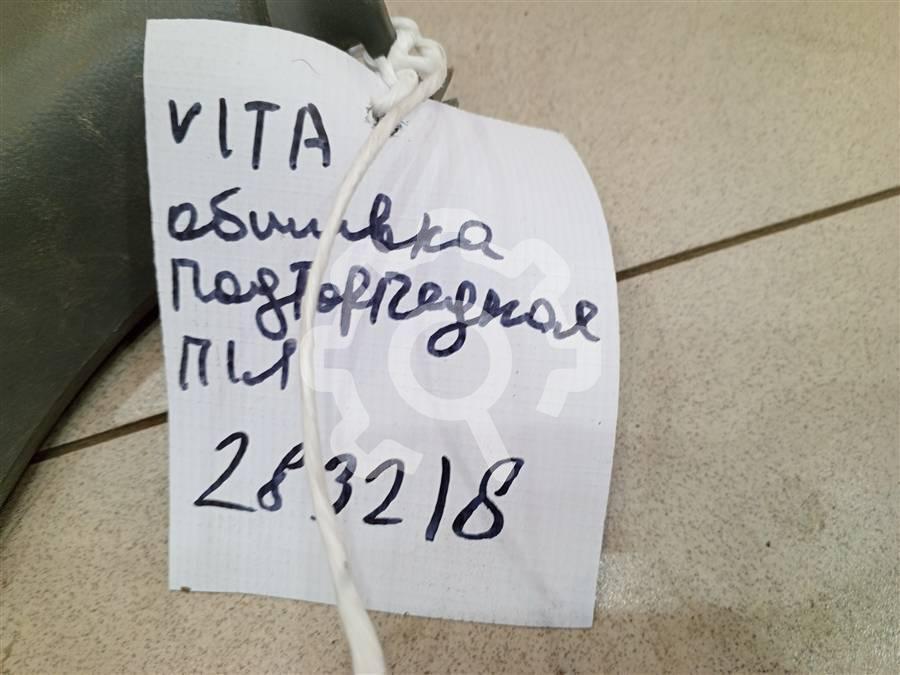 VITA
обшивка
подторпедная
П/Л
283218